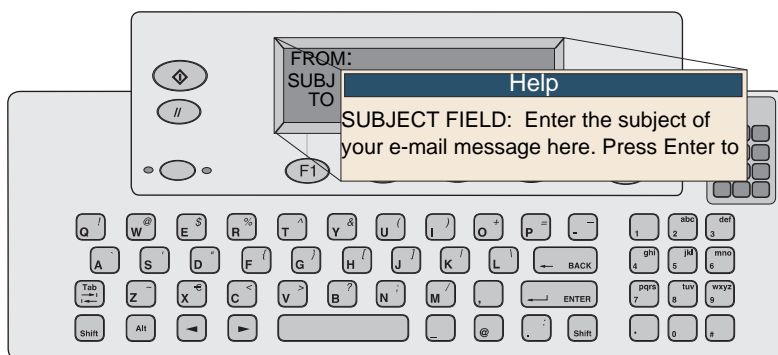 FROM:
SUBJ
TO
Help
SUBJECT FIELD: Enter the subject of
your e-mail message here. Press Enter to
F1
Q ! W @ E $ R % T ^ Y & U ( I ) O + P = - _ 1 2 abc 3 def
A ` S ' D " F { G } H [ J ] K / L \ ← BACK 4 ghi 5 jkl 6 mno
Tab Z ~ X € C < V > B ? N ; M / , ENTER 7 pqrs 8 tuv 9 wxyz
Shift Alt ◄ ► _ @ . : Shift * 0 #